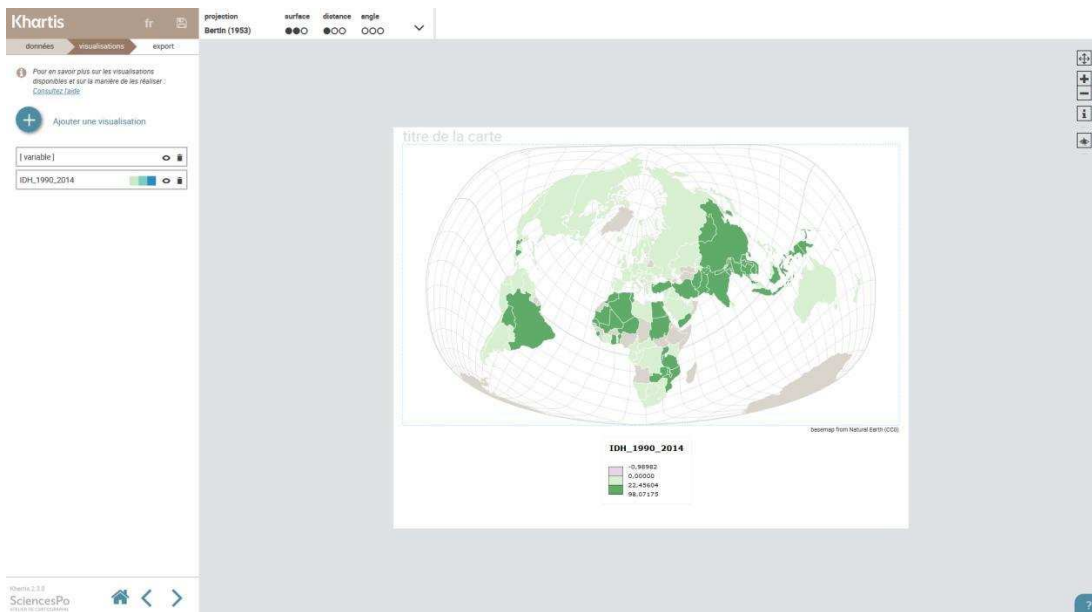 Khartis
fr
projection
surface
distance
angle
Bertin (1953)
données
visualisations
export
Pour en savoir plus sur les visualisations
disponibles et sur la manière de les réaliser :
Consultez l'aide
Ajouter une visualisation
[ variable ]
IDH_1990_2014
titre de la carte
basemap from Natural Earth (CC0)
IDH_1990_2014
-0,98982
0,00000
22,45604
98,07175
SciencesPo
?